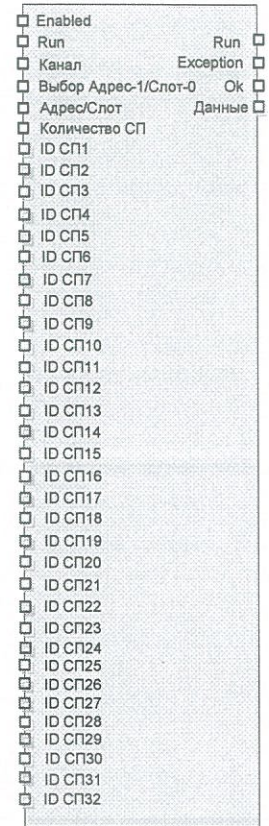 Enabled
Run Run
Канал Exception
Выбор Адрес-1/Слот-0 Ok
Адрес/Слот Данные
Количество СП
ID СП1
ID СП2
ID СП3
ID СП4
ID СП5
ID СП6
ID СП7
ID СП8
ID СП9
ID СП10
ID СП11
ID СП12
ID СП13
ID СП14
ID СП15
ID СП16
ID СП17
ID СП18
ID СП19
ID СП20
ID СП21
ID СП22
ID СП23
ID СП24
ID СП25
ID СП26
ID СП27
ID СП28
ID СП29
ID СП30
ID СП31
ID СП32